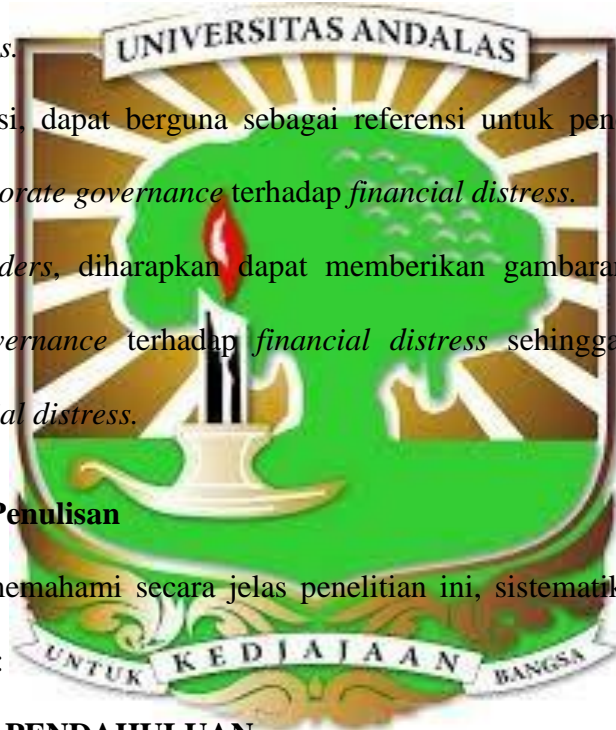 s.
UNIVERSITAS ANDALAS
si, dapat berguna sebagai referensi untuk pen
orate governance terhadap financial distress.
ders, diharapkan dapat memberikan gambaran
vernance terhadap financial distress sehingga
al distress.
Penulisan
memahami secara jelas penelitian ini, sistematik
:
UNTUK KEDJAJAAN BANGSA
PENDAHULUAN